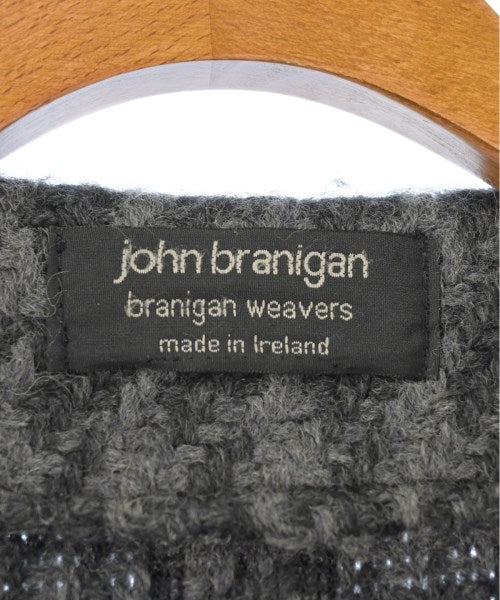 john branigan
branigan weavers
made in Ireland